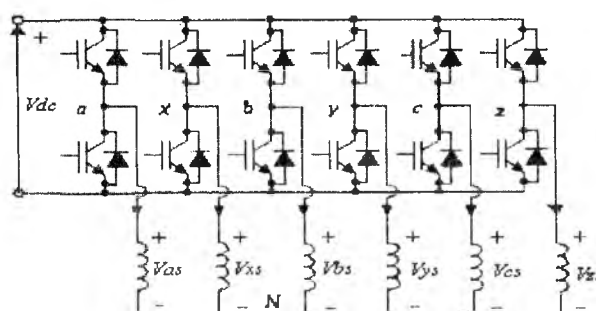 +
Vdc
a x b y c z
+ + + + + +
Vas Vxs Vbs Vys Vcs
- - N - - - -